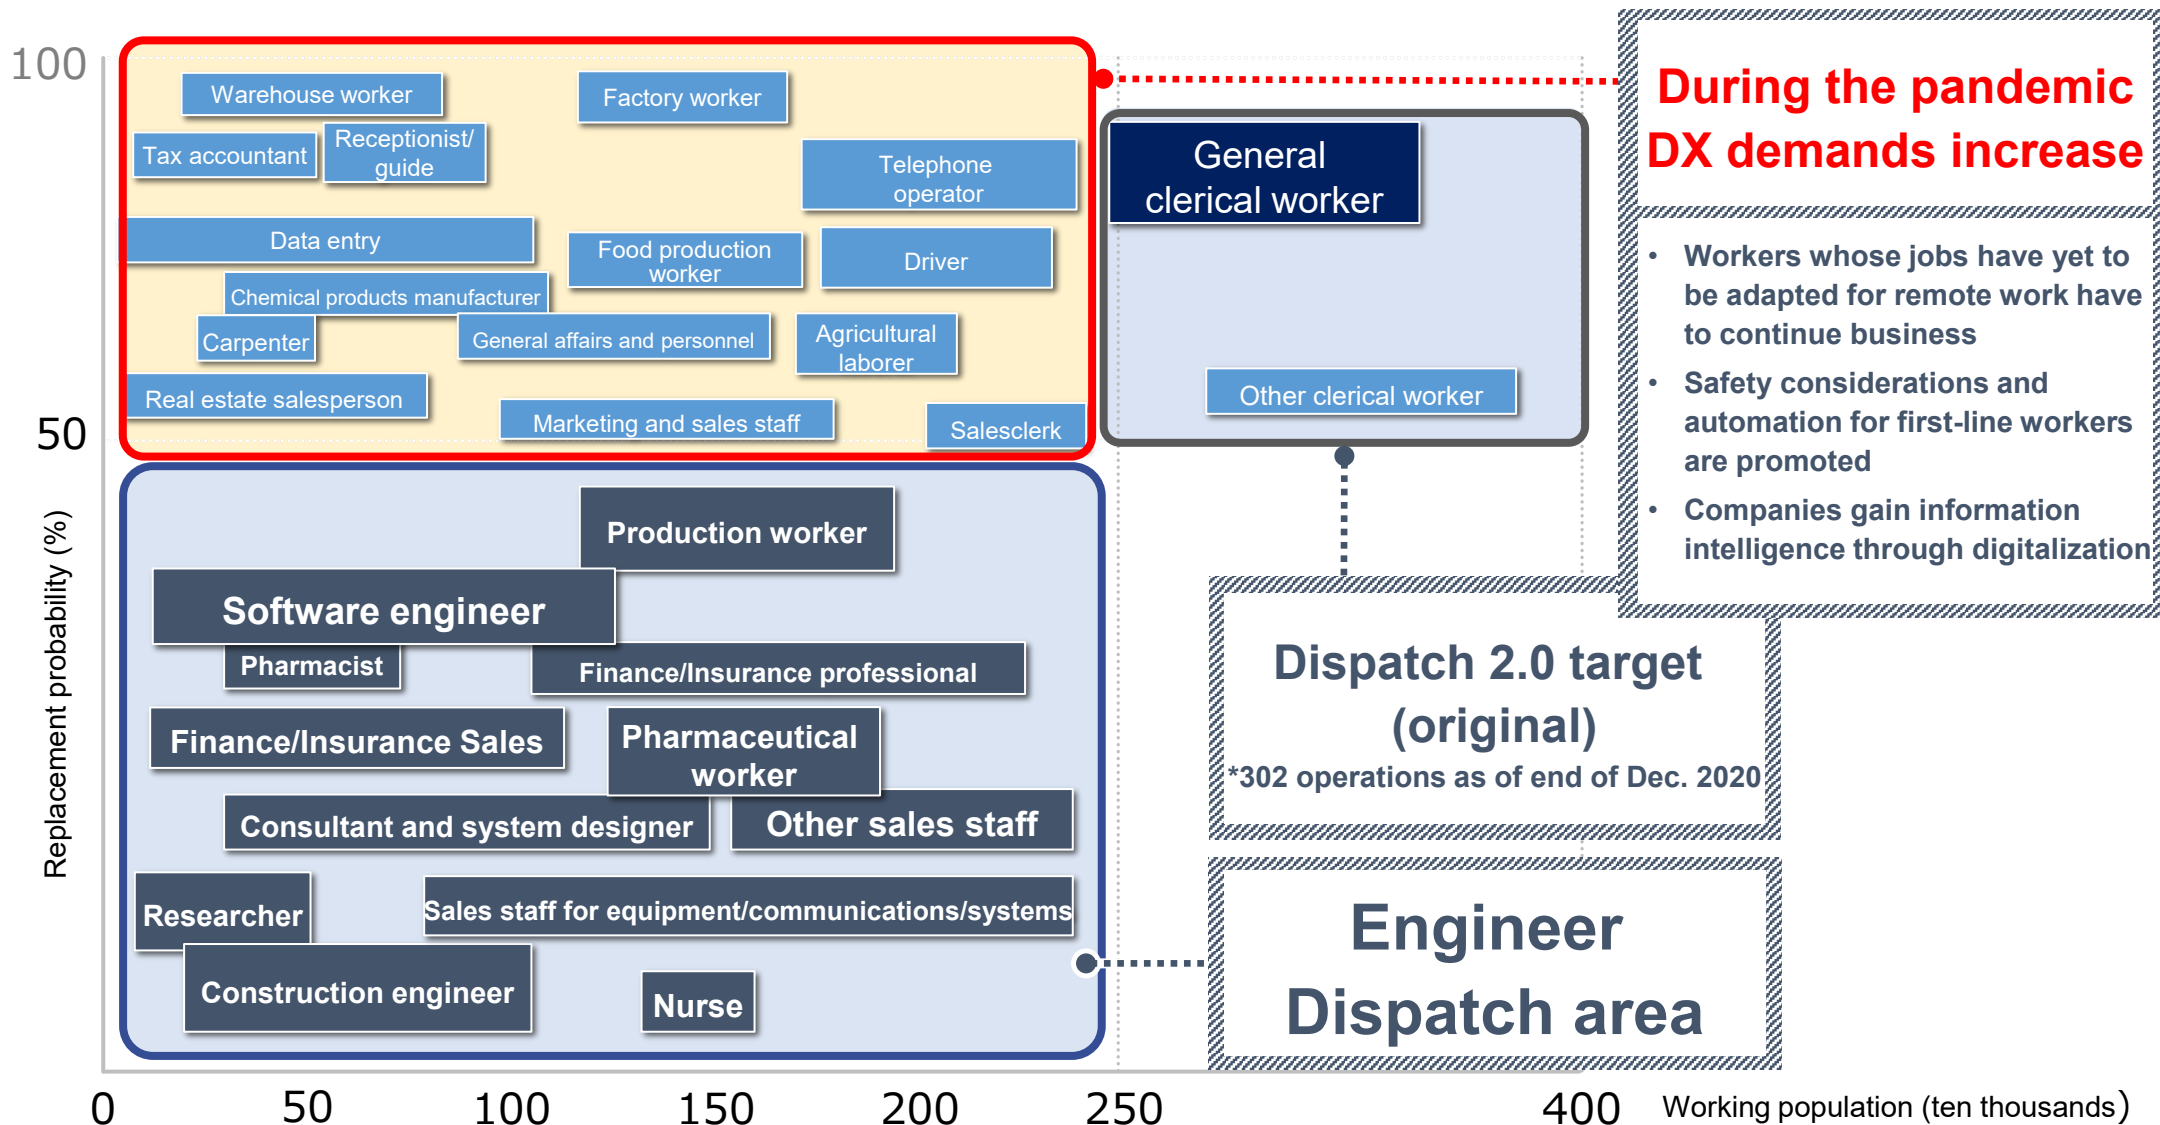 100
50
Replacement probability (%)
Warehouse worker
Factory worker
Tax accountant
Receptionist/
guide
Telephone
operator
Data entry
Food production
worker
Driver
Chemical products manufacturer
Carpenter
General affairs and personnel
Agricultural
laborer
Real estate salesperson
Marketing and sales staff
Salesclerk
General
clerical worker
Other clerical worker
During the pandemic
DX demands increase
• Workers whose jobs have yet to
be adapted for remote work have
to continue business
• Safety considerations and
automation for first-line workers
are promoted
• Companies gain information
intelligence through digitalization
Production worker
Software engineer
Pharmacist
Finance/Insurance professional
Finance/Insurance Sales
Pharmaceutical
worker
Consultant and system designer
Other sales staff
Researcher
Sales staff for equipment/communications/systems
Construction engineer
Nurse
Dispatch 2.0 target
(original)
*302 operations as of end of Dec. 2020
Engineer
Dispatch area
0
50
100
150
200
250
400
Working population (ten thousands)